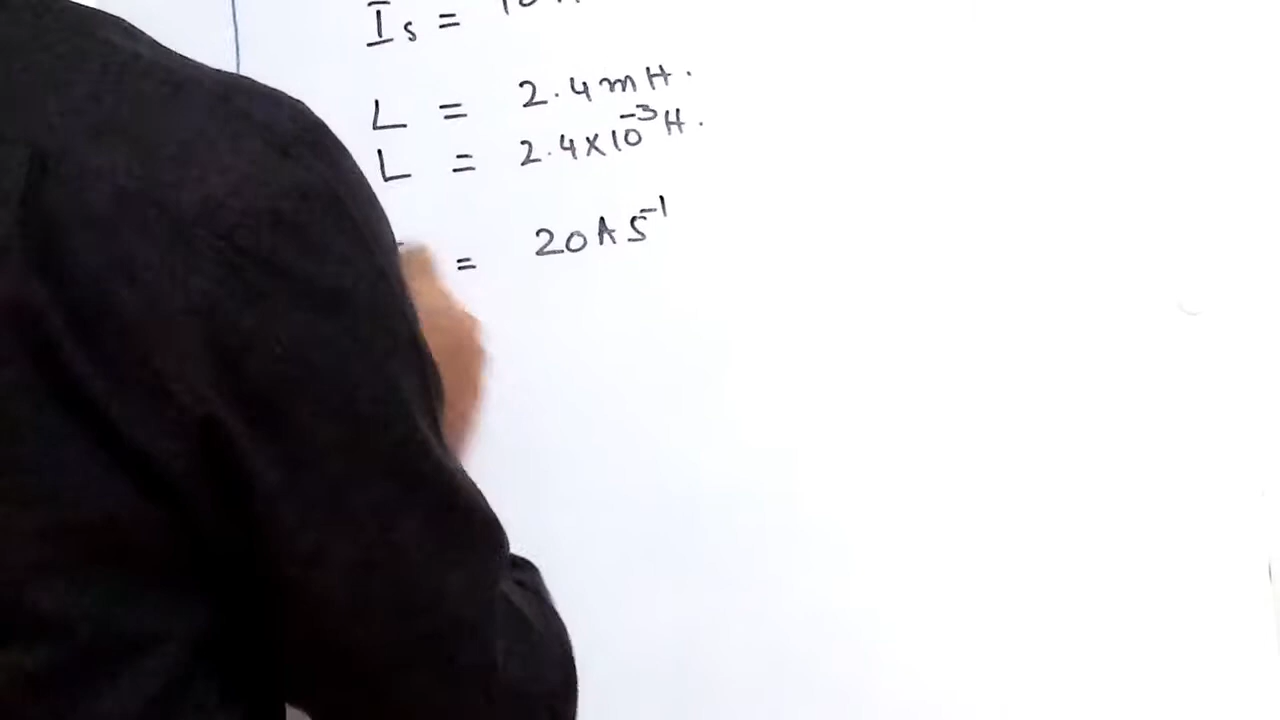 Is =
L = 2.4mH.
L = 2.4×10⁻³H.
= 20AS⁻¹